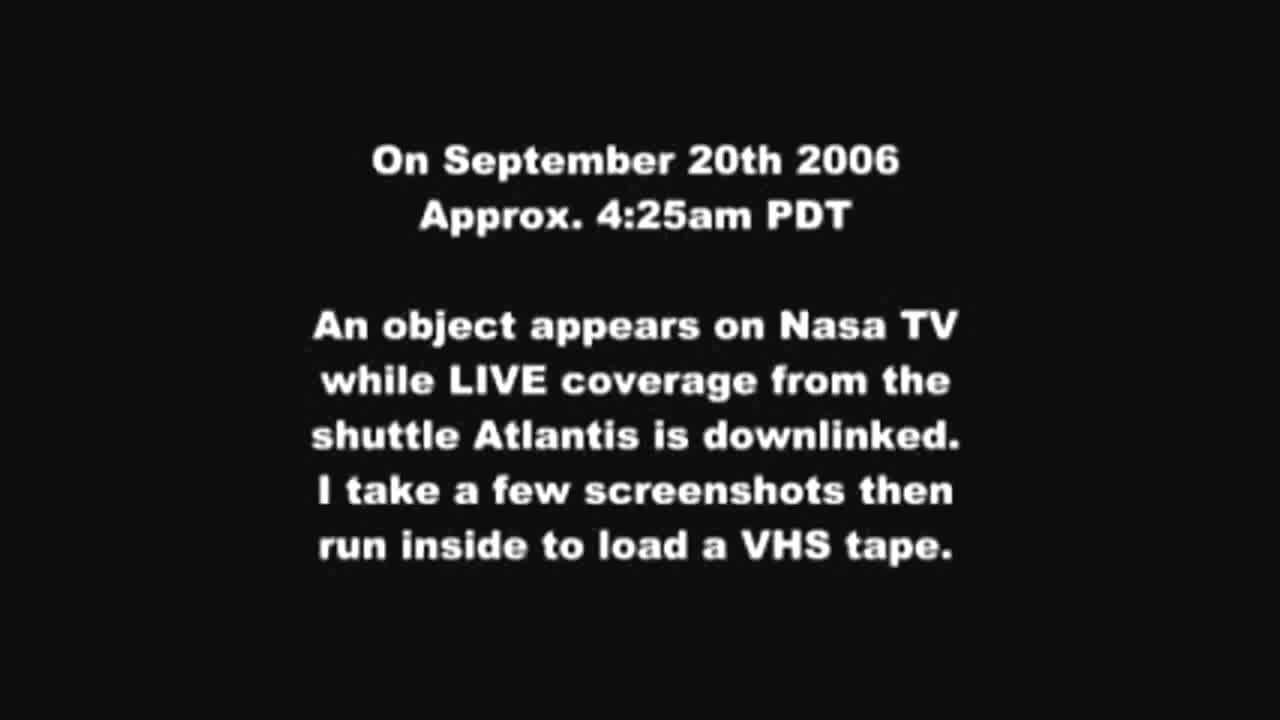 On September 20th 2006
Approx. 4:25am PDT
An object appears on Nasa TV
while LIVE coverage from the
shuttle Atlantis is downlinked.
I take a few screenshots then
run inside to load a VHS tape.